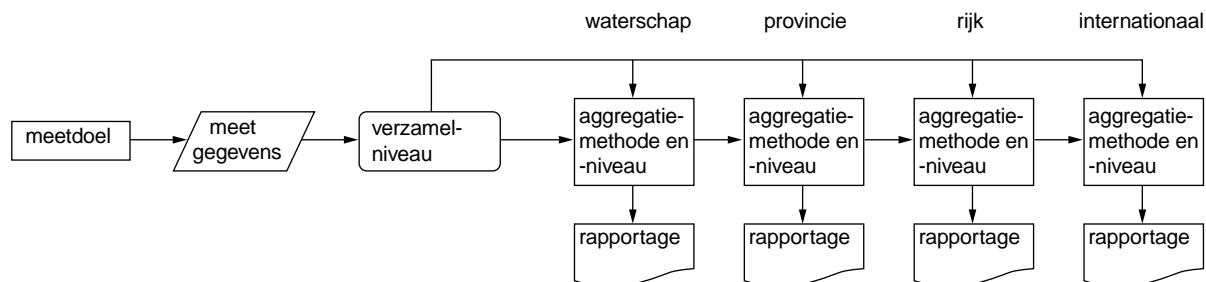 waterschap provincie rijk internationaal
meetdoel
meet
gegevens
verzamel-
niveau
aggregatie-
methode en
-niveau
aggregatie-
methode en
-niveau
aggregatie-
methode en
-niveau
aggregatie-
methode en
-niveau
rapportage
rapportage
rapportage
rapportage